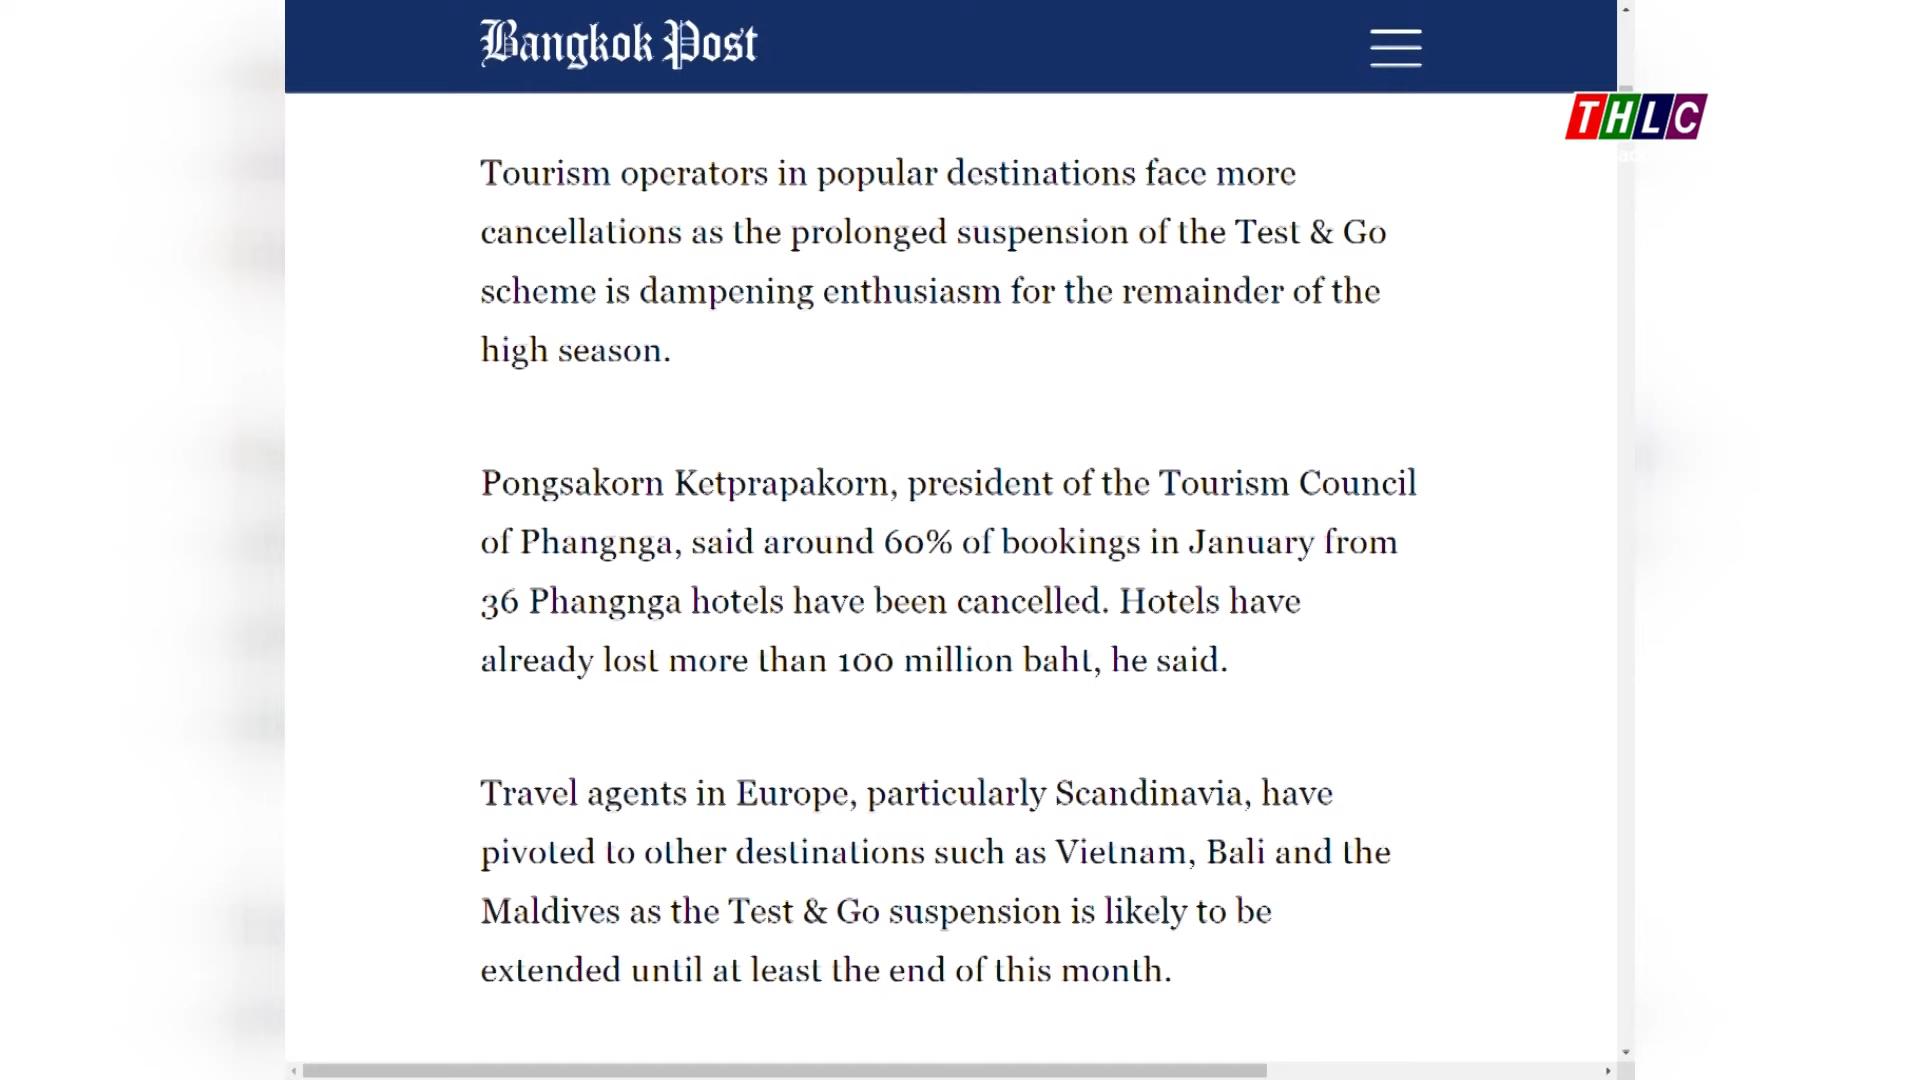 Bangkok Post
THLC
Tourism operators in popular destinations face more
cancellations as the prolonged suspension of the Test & Go
scheme is dampening enthusiasm for the remainder of the
high season.
Pongsakorn Ketprapakorn, president of the Tourism Council
of Phangnga, said around 60% of bookings in January from
36 Phangnga hotels have been cancelled. Hotels have
already lost more than 100 million baht, he said.
Travel agents in Europe, particularly Scandinavia, have
pivoted to other destinations such as Vietnam, Bali and the
Maldives as the Test & Go suspension is likely to be
extended until at least the end of this month.